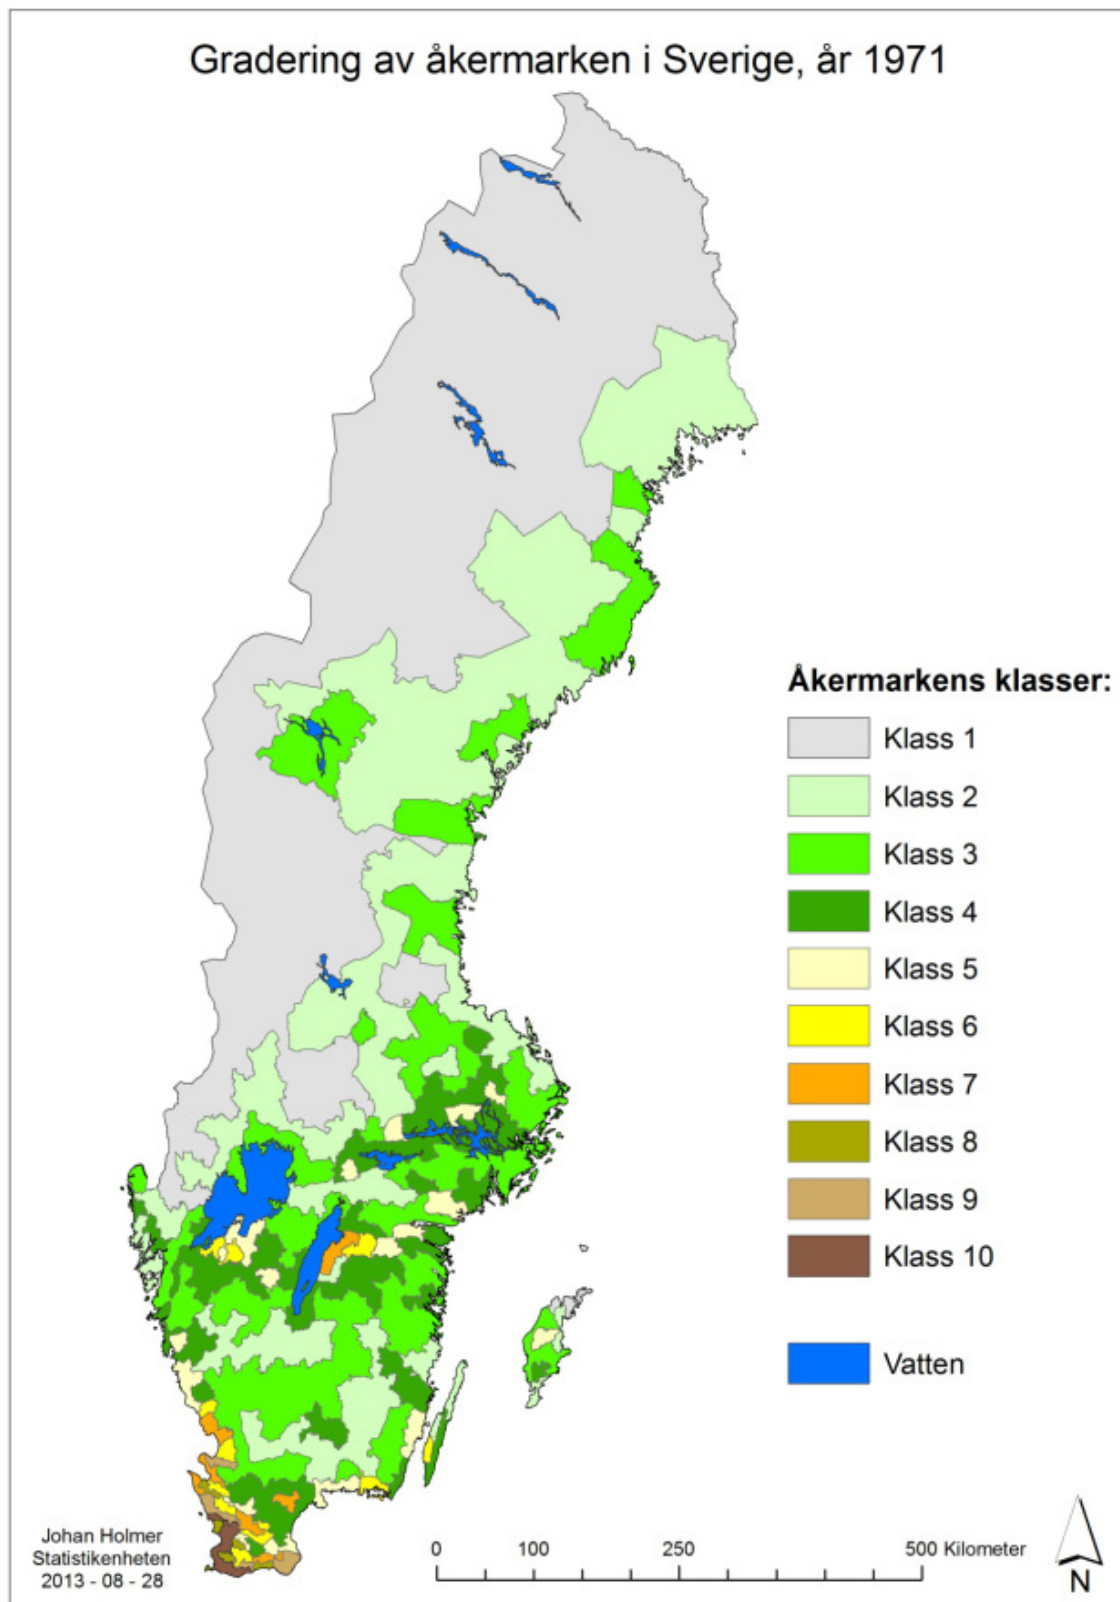 Gradering av åkermarken i Sverige, år 1971
Åkermarkens klasser:
Klass 1
Klass 2
Klass 3
Klass 4
Klass 5
Klass 6
Klass 7
Klass 8
Klass 9
Klass 10
Vatten
Johan Holmer
Statistikenheten
2013 - 08 - 28
0 100 250 500 Kilometer
N